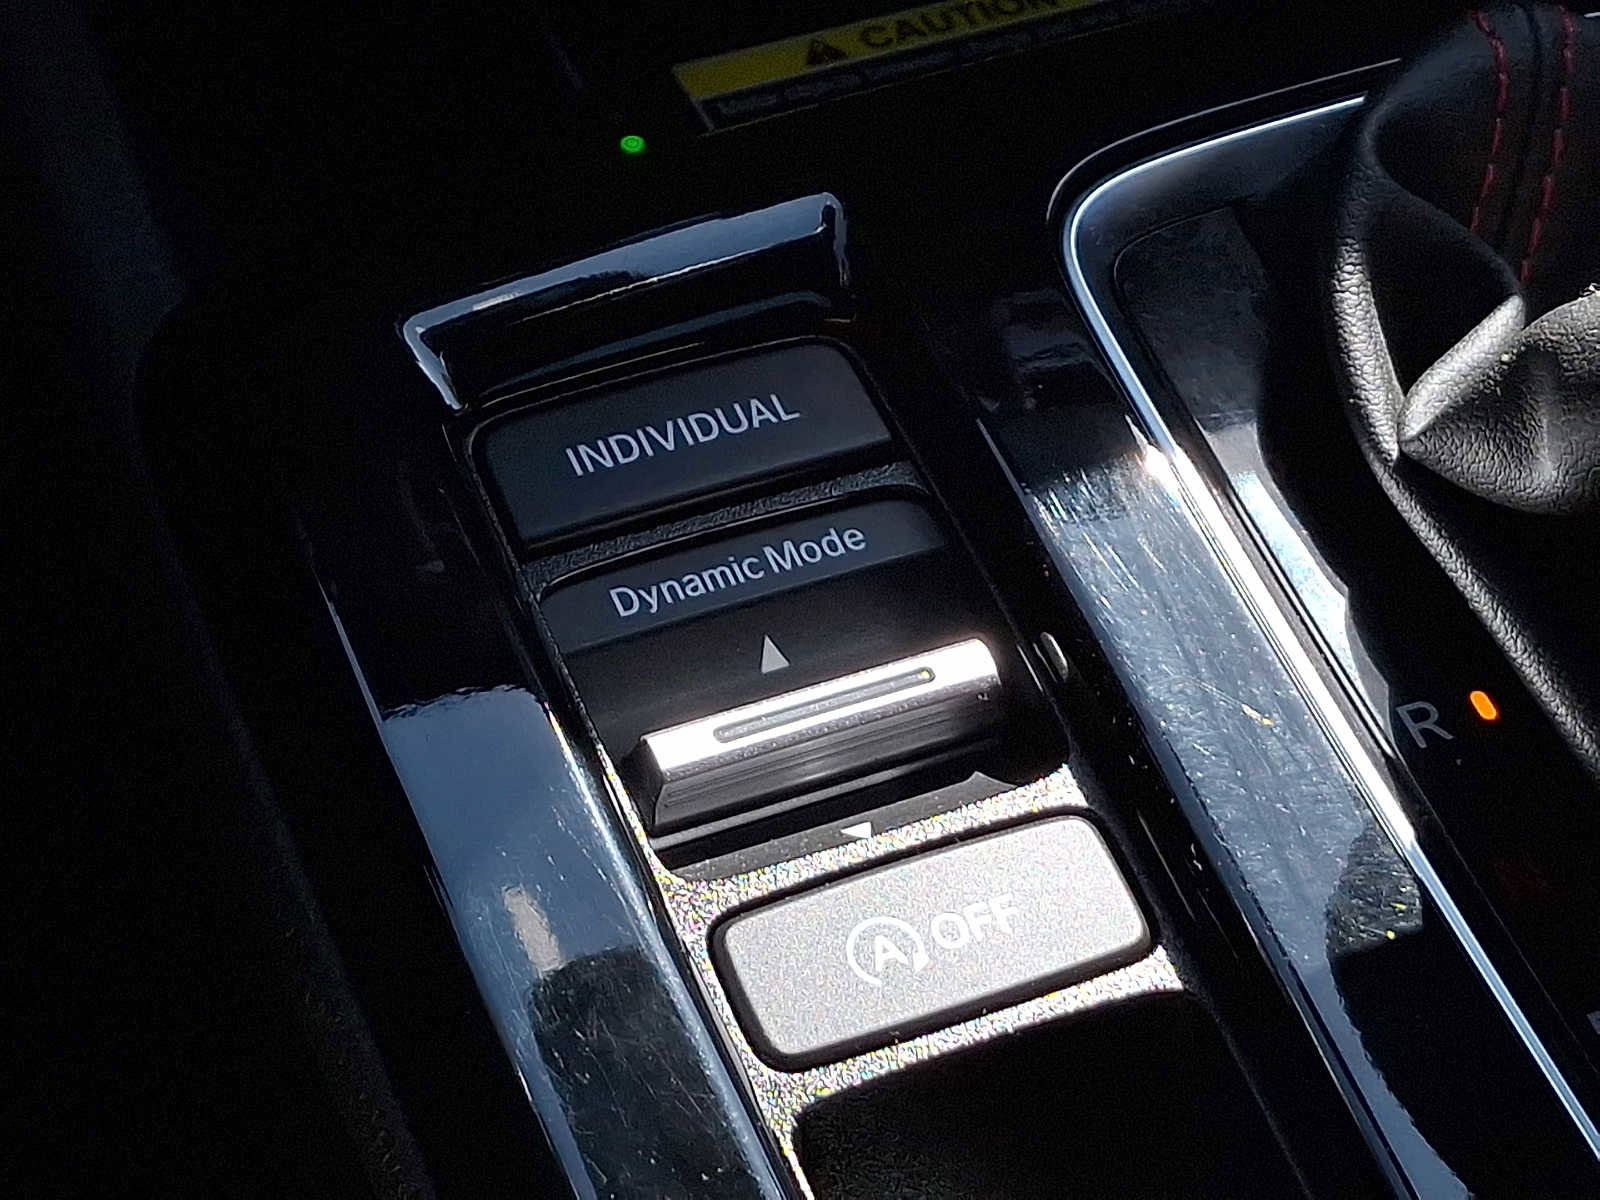 CAUTION
INDIVIDUAL
Dynamic Mode
A OFF
R